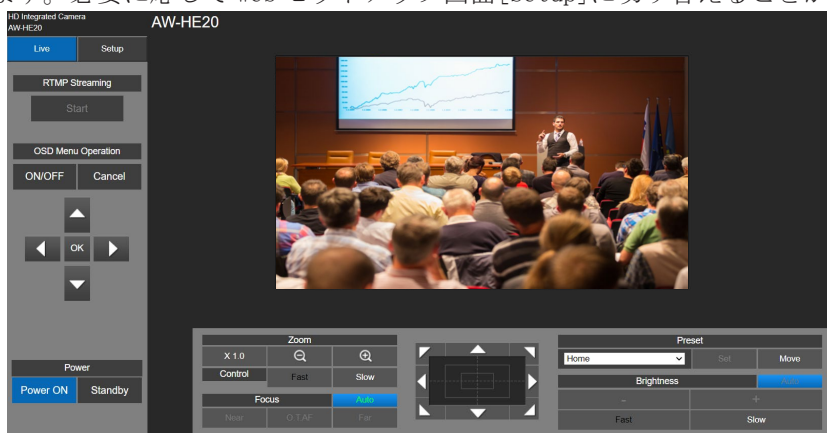 HD Integrated Camera
AW-HE20
AW-HE20
Live Setup
RTMP Streaming
Start
OSD Menu Operation
ON/OFF Cancel
OK
Power
Power ON Standby
Zoom
X 1.0
Control Fast Slow
Focus Auto
Near O.T.AF Far
Preset
Home Set Move
Brightness Auto
- +
Fast Slow